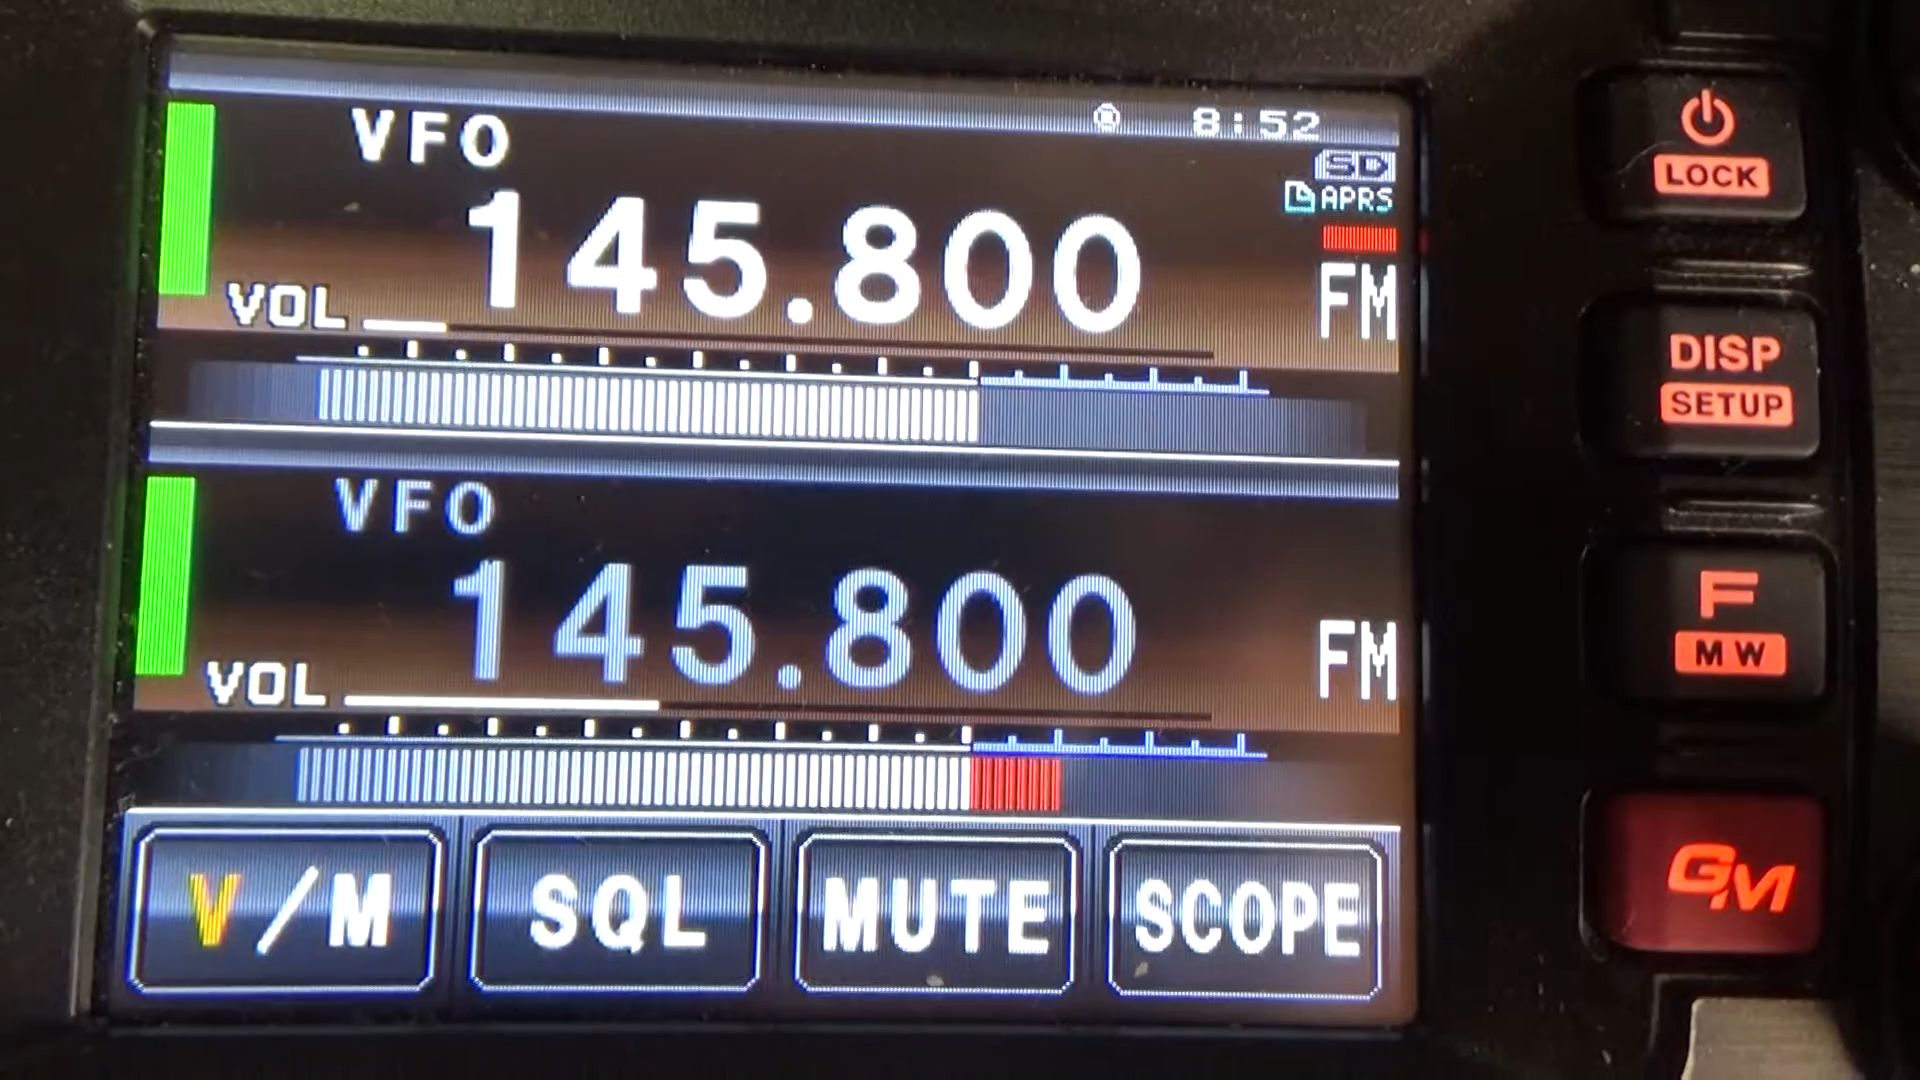 VFO
8:52
SD
APRS
145.800
FM
VOL
VFO
145.800
FM
VOL
V/M
SQL
MUTE
SCOPE
LOCK
DISP
SETUP
F
MW
GM